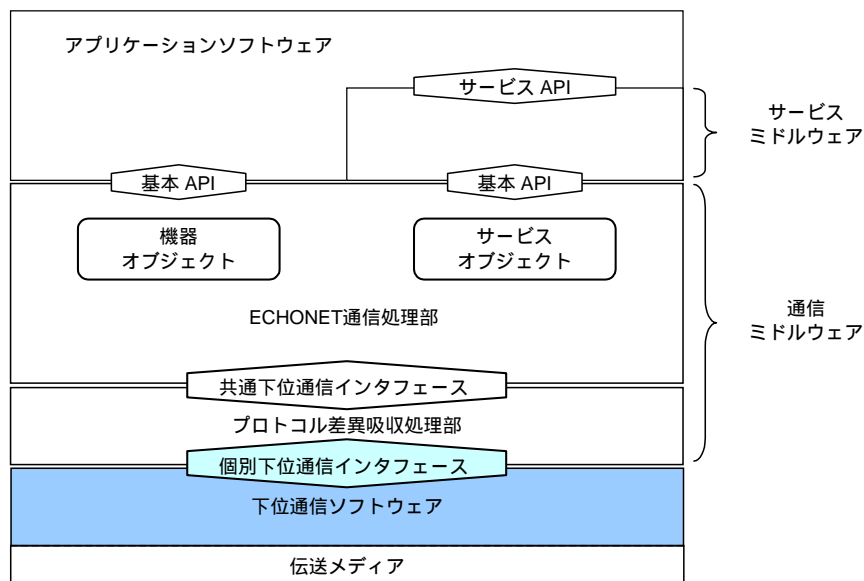 アプリケーションソフトウェア
サービス API
サービス
ミドルウェア
基本 API
基本 API
機器
オブジェクト
サービス
オブジェクト
ECHONET通信処理部
通信
ミドルウェア
共通下位通信インタフェース
プロトコル差異吸収処理部
個別下位通信インタフェース
下位通信ソフトウェア
伝送メディア